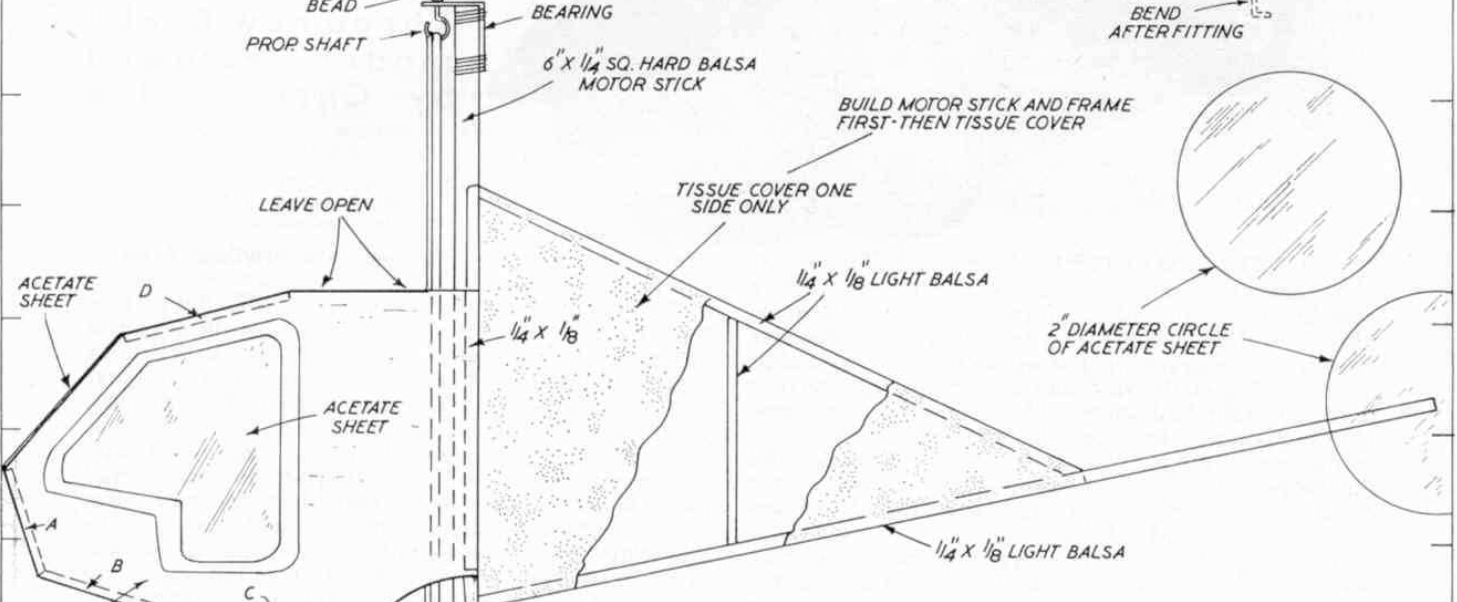 BEAD
BEARING
BEND
AFTER FITTING
PROP. SHAFT
6" X 1/4" SQ. HARD BALSA
MOTOR STICK
BUILD MOTOR STICK AND FRAME
FIRST-THEN TISSUE COVER
LEAVE OPEN
TISSUE COVER ONE
SIDE ONLY
ACETATE
SHEET
D
1/4" X 1/8" LIGHT BALSA
1/4" X 1/8"
2" DIAMETER CIRCLE
OF ACETATE SHEET
ACETATE
SHEET
A
B
C
1/4" X 1/8" LIGHT BALSA